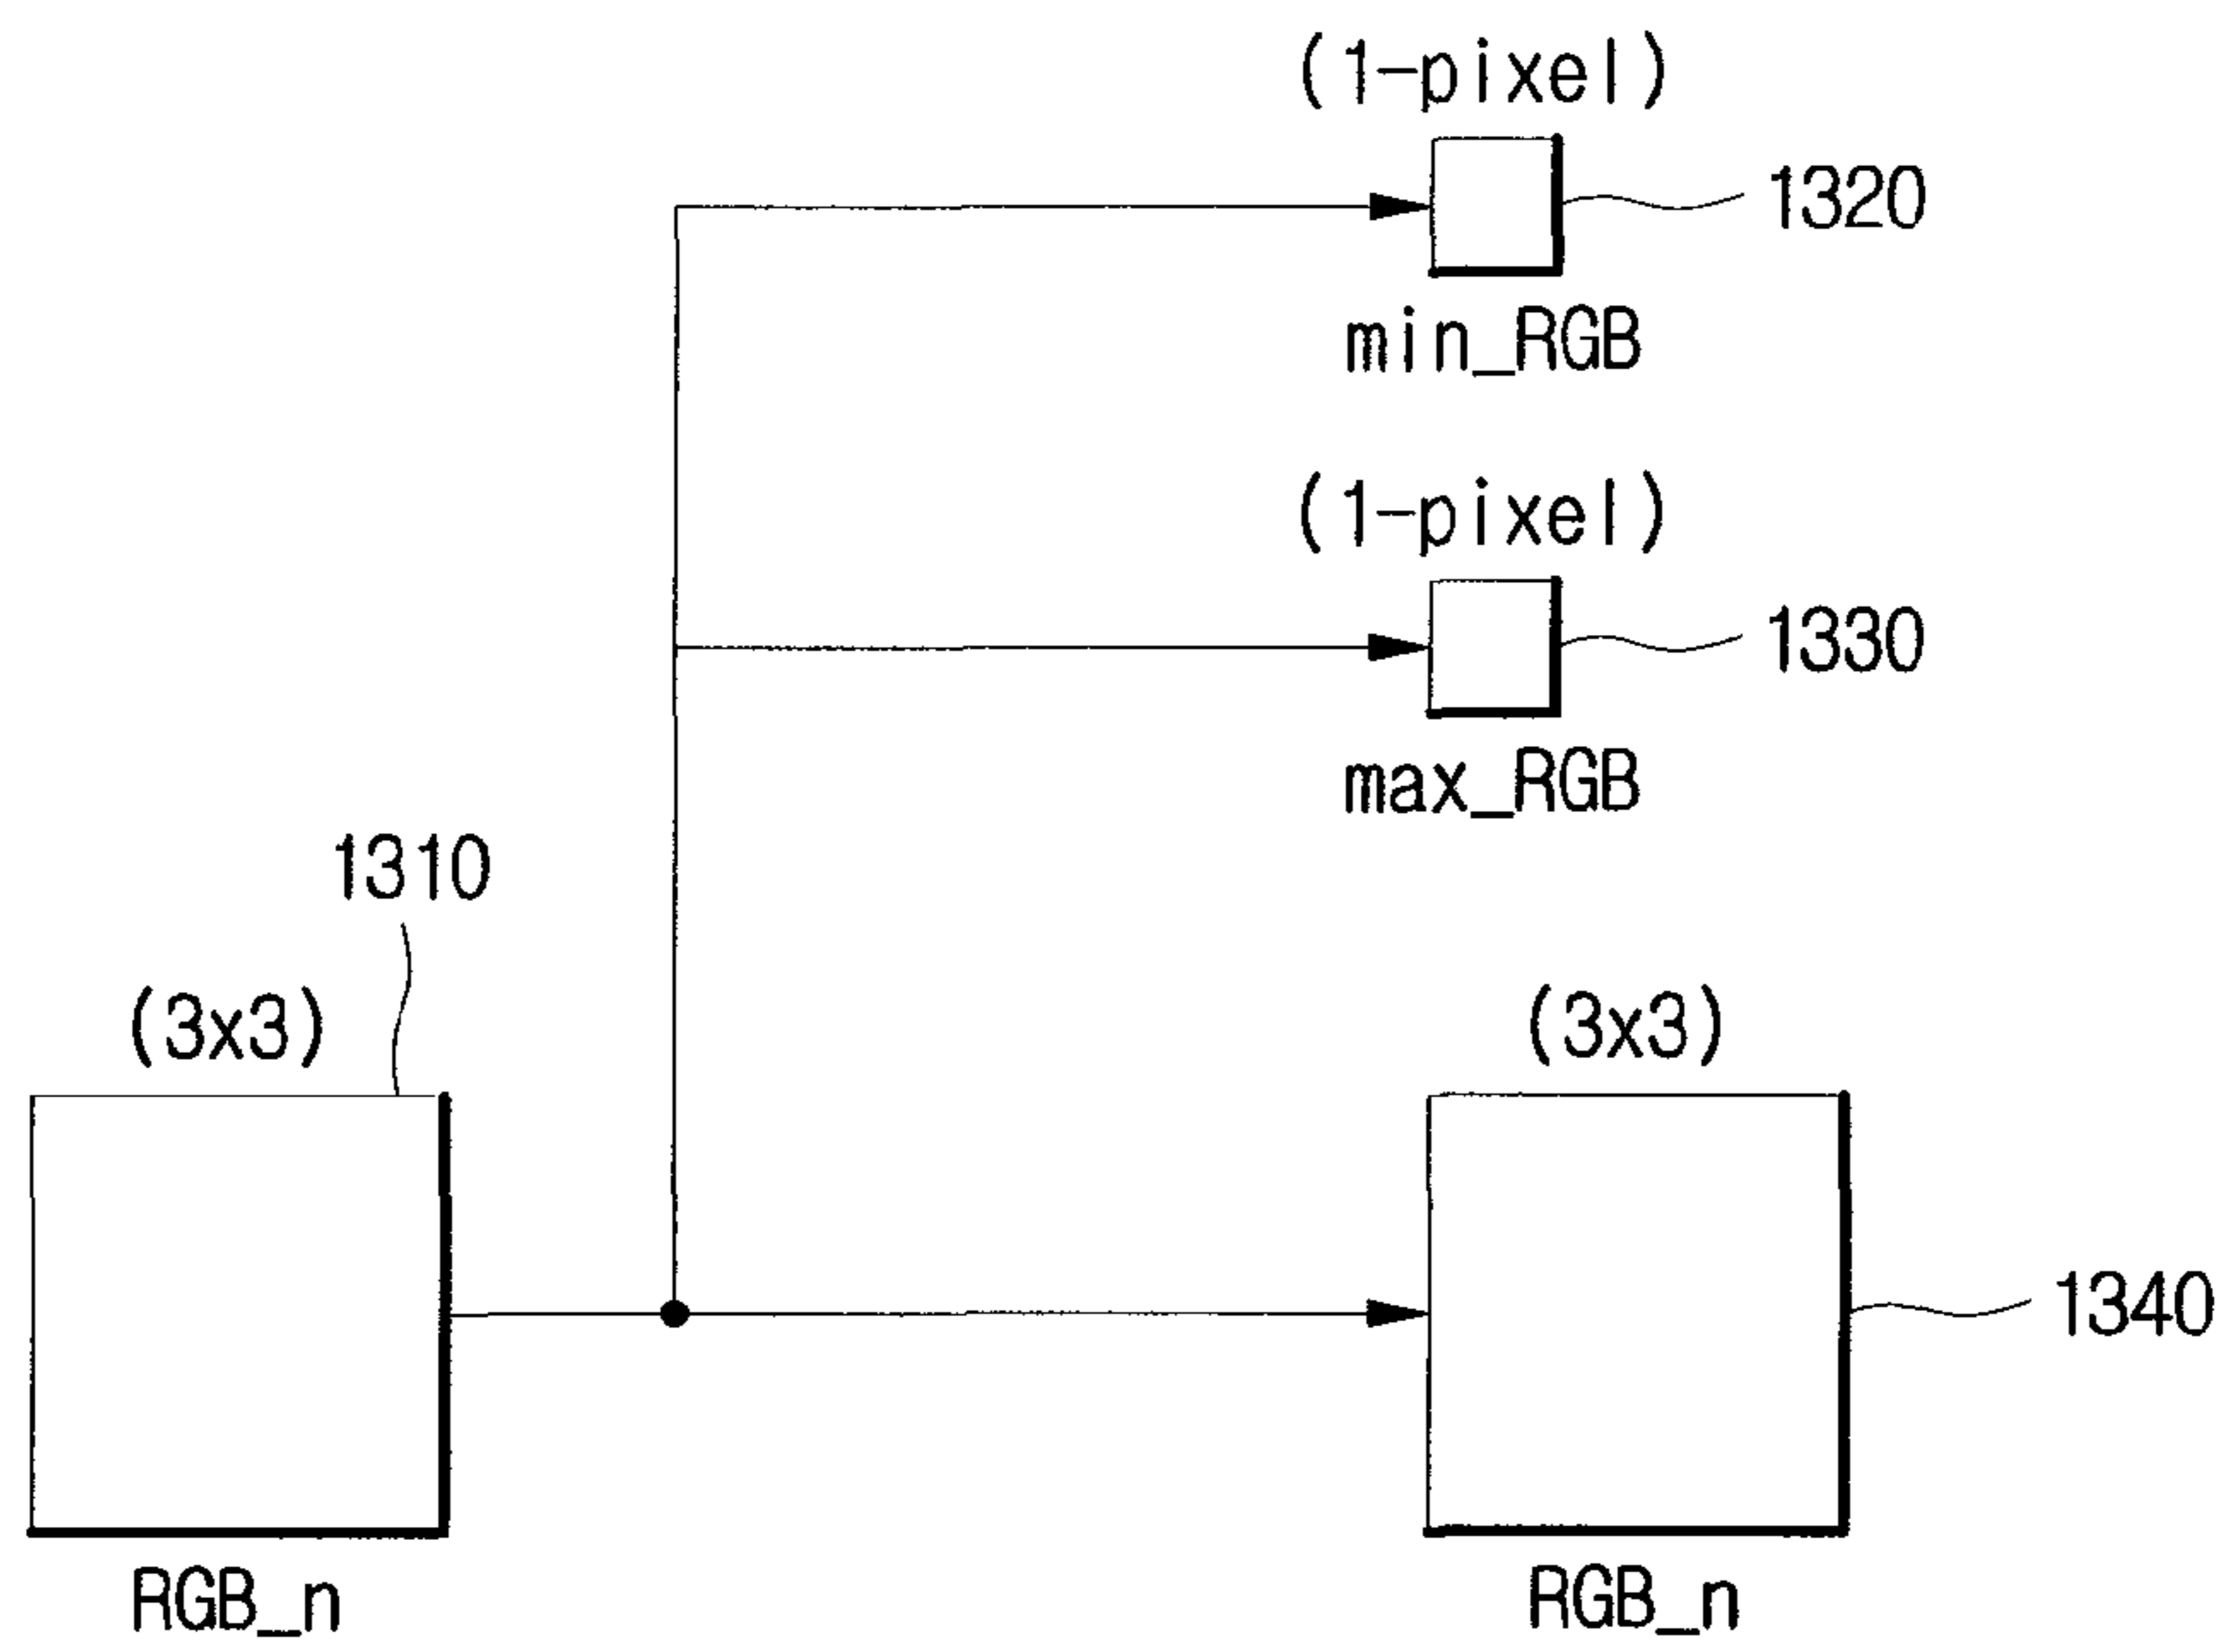 (1-pixel)
1320
min_RGB
(1-pixel)
1330
max_RGB
1310
(3x3)
(3x3)
1340
RGB_n
RGB_n